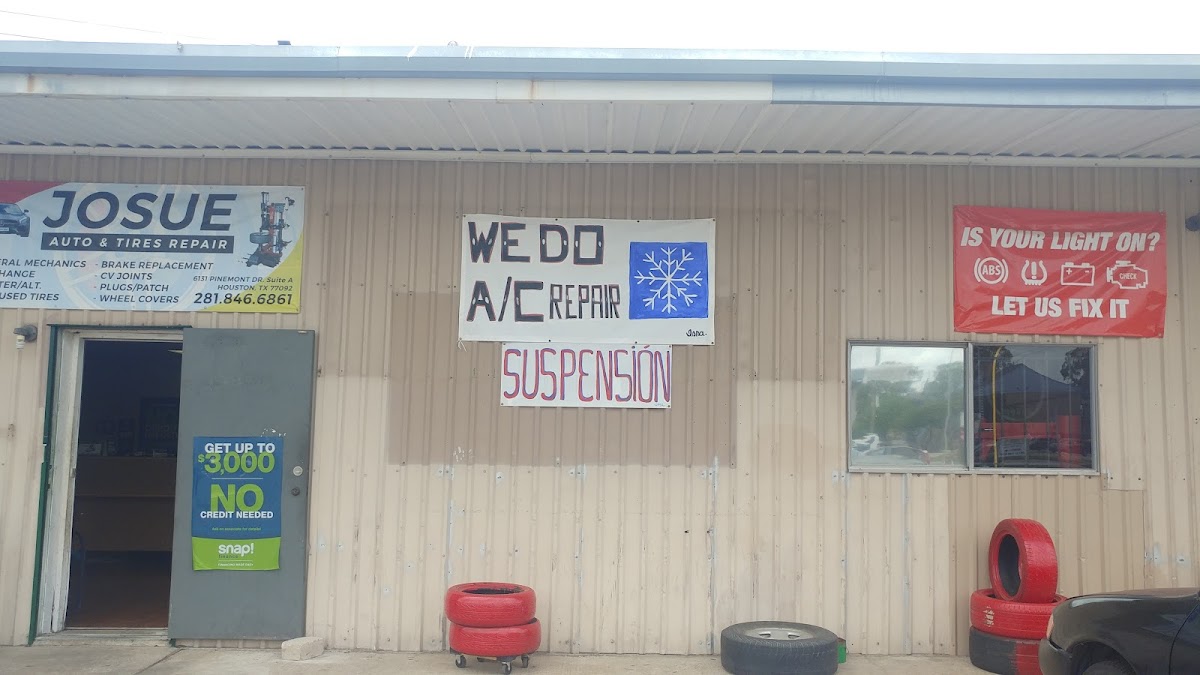 JOSUE
AUTO & TIRES REPAIR
RAL MECHANICS
HANGE
ER/ALT.
USED TIRES
- BRAKE REPLACEMENT
- CV JOINTS
- PLUGS/PATCH
- WHEEL COVERS
6131 PINEMONT DR. Suite A
HOUSTON, TX 77092
281.846.6861
WE DO
A/C REPAIR
SUSPENSIÓN
IS YOUR LIGHT ON?
ABS
CHECK
LET US FIX IT
GET UP TO
$3,000
NO
CREDIT NEEDED
snap!